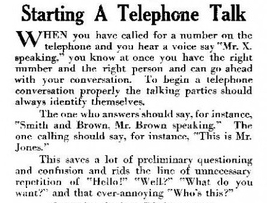 Starting A Telephone Talk
WHEN you have called for a number on the
telephone and you hear a voice say "Mr. X.
speaking," you know at once you have the right
number and the right person and can go ahead
with your conversation. To begin a telephone
conversation properly the talking parties should
always identify themselves.
The one who answers should say, for instance,
"Smith and Brown, Mr. Brown speaking." The
one calling should say, for instance, "This is Mr.
Jones."
This saves a lot of preliminary questioning
and confusion and rids the line of unnecessary
repetition of "Hello!" "Well?" "What do you
want?" and that ever-annoying "Who's this?"